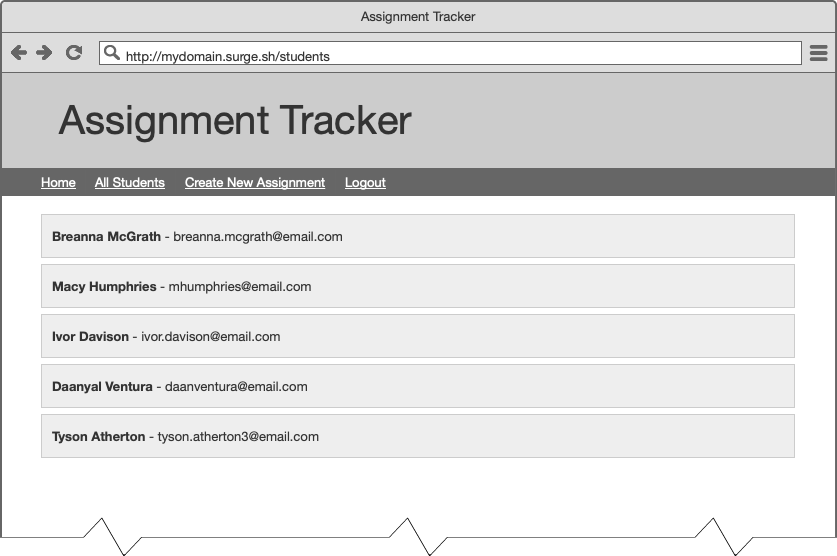 Assignment Tracker
http://mydomain.surge.sh/students
Assignment Tracker
Home All Students Create New Assignment Logout
Breanna McGrath - breanna.mcgrath@email.com
Macy Humphries - mhumphries@email.com
Ivor Davison - ivor.davison@email.com
Daanyal Ventura - daanventura@email.com
Tyson Atherton - tyson.atherton3@email.com